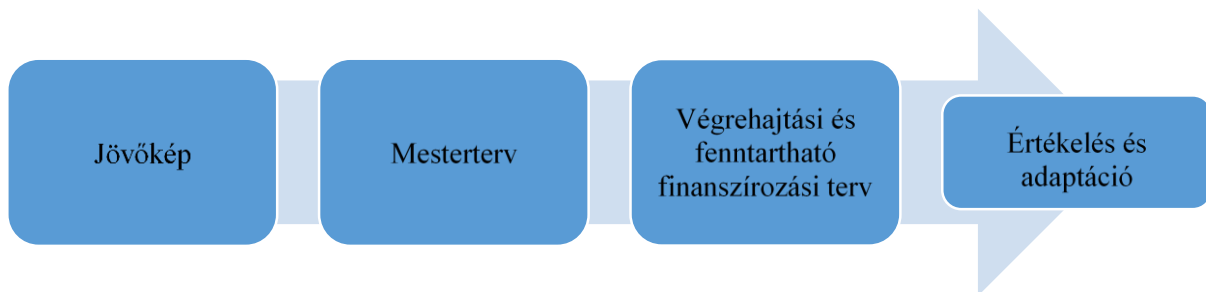 Jövőkép
Mesterterv
Végrehajtási és
fenntartható
finanszírozási terv
Értékelés és
adaptáció